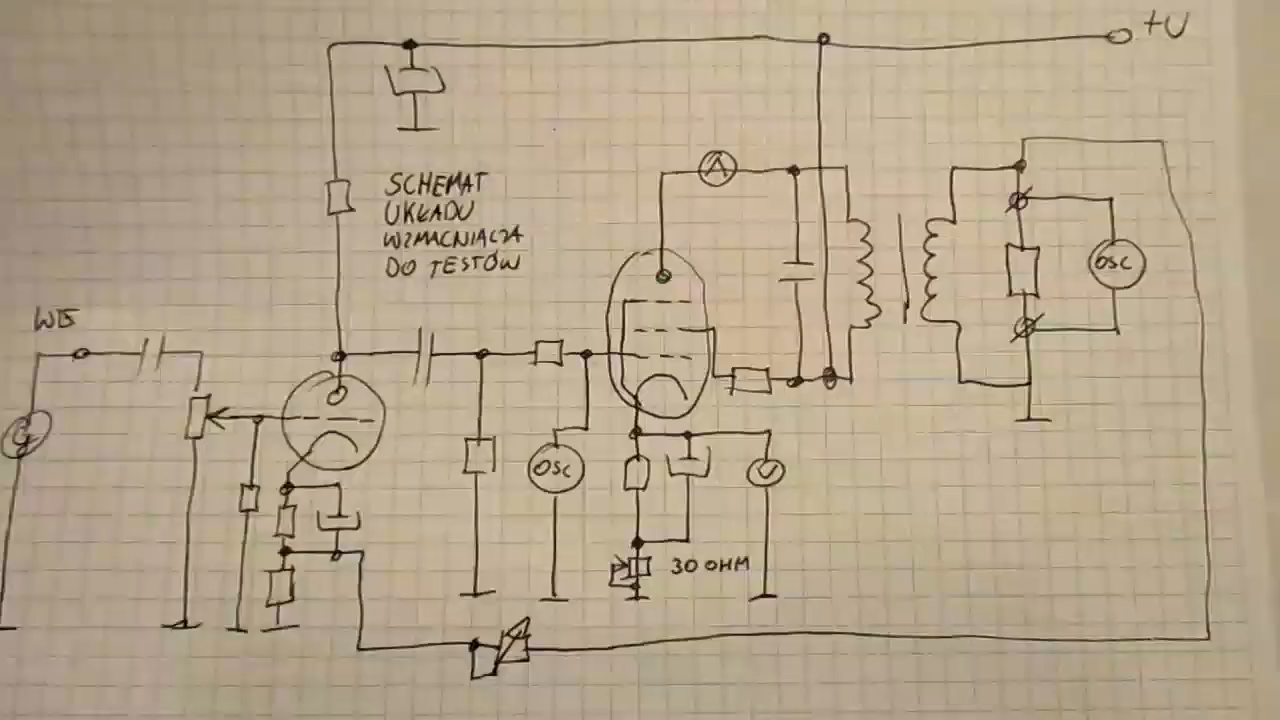 +U
SCHEMAT
UKŁADU
WZMACNIACZA
DO TESTÓW
A
OSC
WE
G
OSC
V
30 OHM